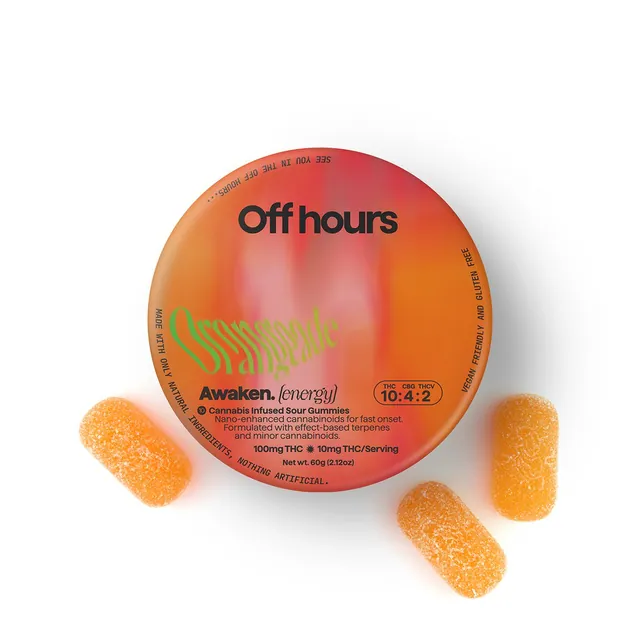 SEE YOU IN THE OFF HOURS...
Off hours
Orangeade
Awaken. [energy]
THC CBG THCV
10:4:2
10 Cannabis Infused Sour Gummies
Nano-enhanced cannabinoids for fast onset.
Formulated with effect-based terpenes
and minor cannabinoids.
100mg THC ✹ 10mg THC/Serving
Net wt. 60g (2.12oz)
MADE WITH ONLY NATURAL INGREDIENTS, NOTHING ARTIFICIAL.
VEGAN FRIENDLY AND GLUTEN FREE